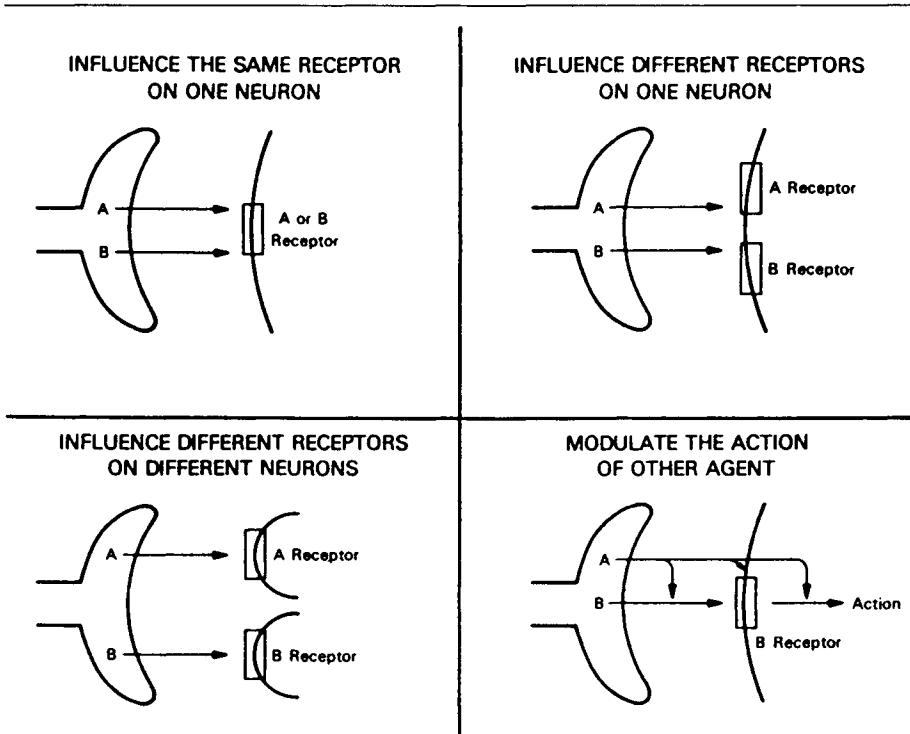 INFLUENCE THE SAME RECEPTOR
ON ONE NEURON
A
B
A or B
Receptor
INFLUENCE DIFFERENT RECEPTORS
ON ONE NEURON
A
B
A Receptor
B Receptor
INFLUENCE DIFFERENT RECEPTORS
ON DIFFERENT NEURONS
A
A Receptor
B
B Receptor
MODULATE THE ACTION
OF OTHER AGENT
A
B
Action
B Receptor